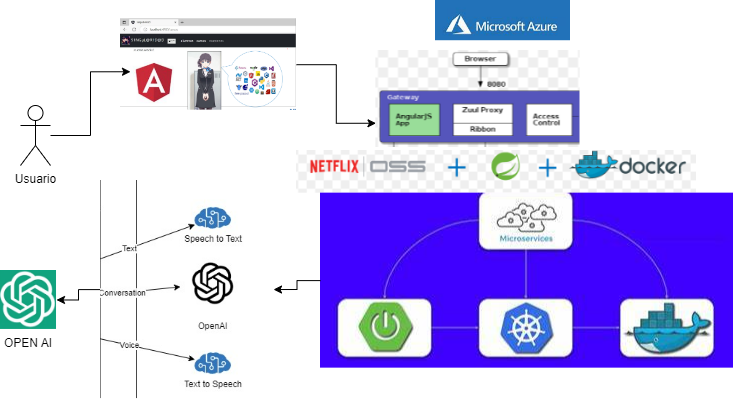 Microsoft Azure
Browser
8080
Gateway
AngularJS
App
Zuul Proxy
Ribbon
Access
Control
Usuario
NETFLIX OSS + + docker
Microservices
Text
Speech to Text
Conversation
OpenAI
OPEN AI
Voice
Text to Speech